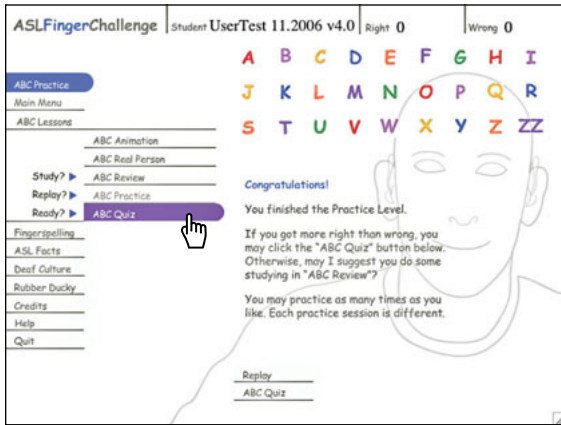 ASLFingerChallenge Student UserTest 11.2006 v4.0 Right 0 Wrong 0
A B C D E F G H I
J K L M N O P Q R
S T U V W X Y Z ZZ
ABC Practice
Main Menu
ABC Lessons
ABC Animation
ABC Real Person
Study? ABC Review
Replay? ABC Practice
Ready? ABC Quiz
Fingerspelling
ASL Facts
Deaf Culture
Rubber Ducky
Credits
Help
Quit
Congratulations!
You finished the Practice Level.
If you got more right than wrong, you
may click the "ABC Quiz" button below.
Otherwise, may I suggest you do some
studying in "ABC Review"?
You may practice as many times as you
like. Each practice session is different.
Replay
ABC Quiz